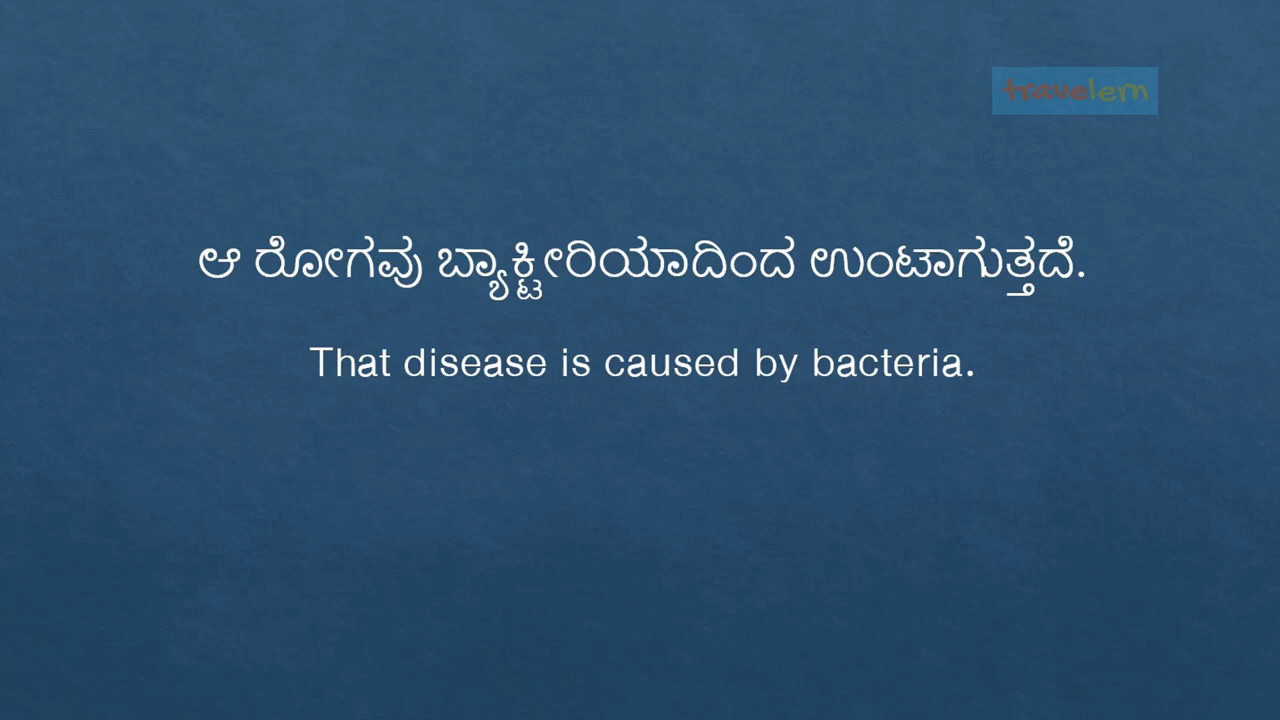 travelem
ಆ ರೋಗವು ಬ್ಯಾಕ್ಟೀರಿಯಾದಿಂದ ಉಂಟಾಗುತ್ತದೆ.
That disease is caused by bacteria.